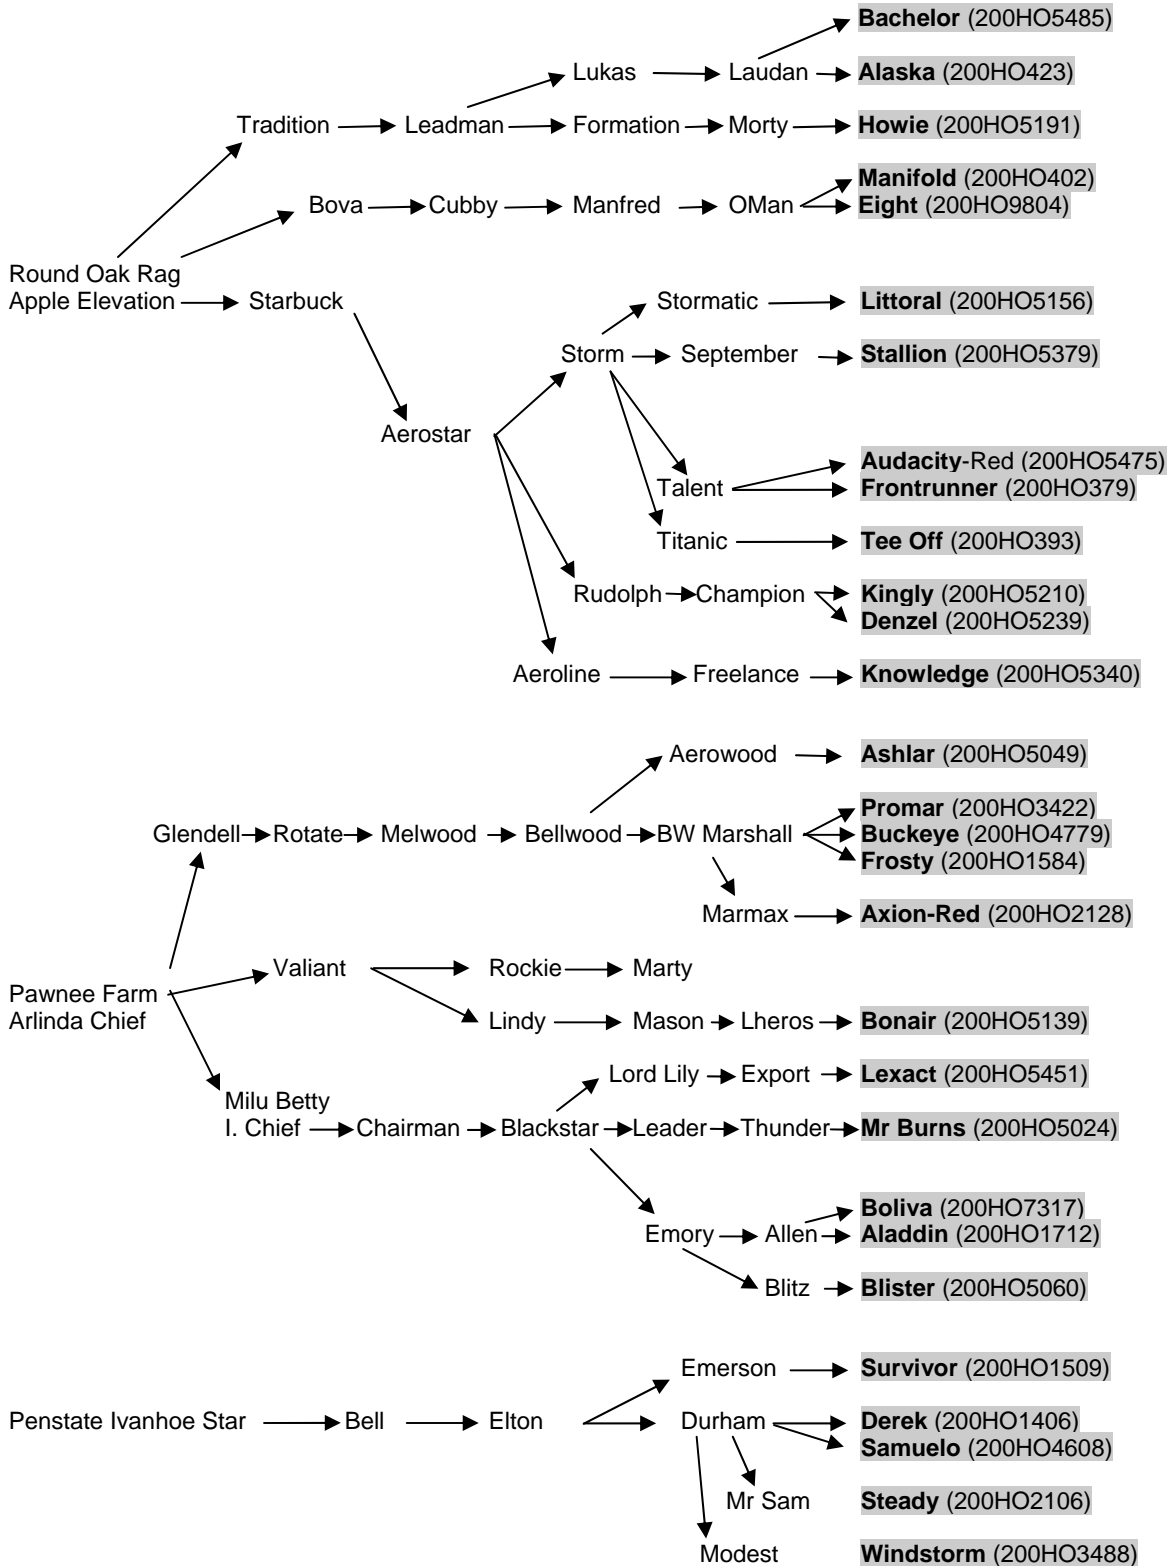 Bachelor (200HO5485)
Lukas Laudan Alaska (200HO423)
Tradition Leadman Formation Morty Howie (200HO5191)
Manifold (200HO402)
Bova Cubby Manfred OMan Eight (200HO9804)
Round Oak Rag
Apple Elevation Starbuck Stormatic Littoral (200HO5156)
Storm September Stallion (200HO5379)
Aerostar
Audacity-Red (200HO5475)
Talent Frontrunner (200HO379)
Titanic Tee Off (200HO393)
Rudolph Champion Kingly (200HO5210)
Denzel (200HO5239)
Aeroline Freelance Knowledge (200HO5340)
Aerowood Ashlar (200HO5049)
Promar (200HO3422)
Glendell Rotate Melwood Bellwood BW Marshall Buckeye (200HO4779)
Frosty (200HO1584)
Marmax Axion-Red (200HO2128)
Valiant Rockie Marty
Pawnee Farm
Arlinda Chief Lindy Mason Lheros Bonair (200HO5139)
Lord Lily Export Lexact (200HO5451)
Milu Betty
I. Chief Chairman Blackstar Leader Thunder Mr Burns (200HO5024)
Boliva (200HO7317)
Emory Allen Aladdin (200HO1712)
Blitz Blister (200HO5060)
Emerson Survivor (200HO1509)
Penstate Ivanhoe Star Bell Elton Durham Derek (200HO1406)
Samuelo (200HO4608)
Mr Sam Steady (200HO2106)
Modest Windstorm (200HO3488)